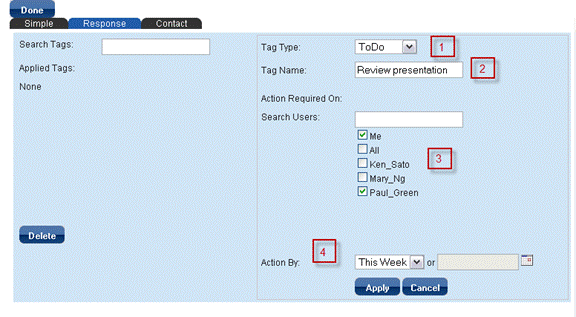 Done
Simple Response Contact
Search Tags:
Applied Tags:
None
Delete
Tag Type: ToDo 1
Tag Name: Review presentation 2
Action Required On:
Search Users:
Me
All
Ken_Sato 3
Mary_Ng
Paul_Green
4
Action By: This Week or
Apply Cancel